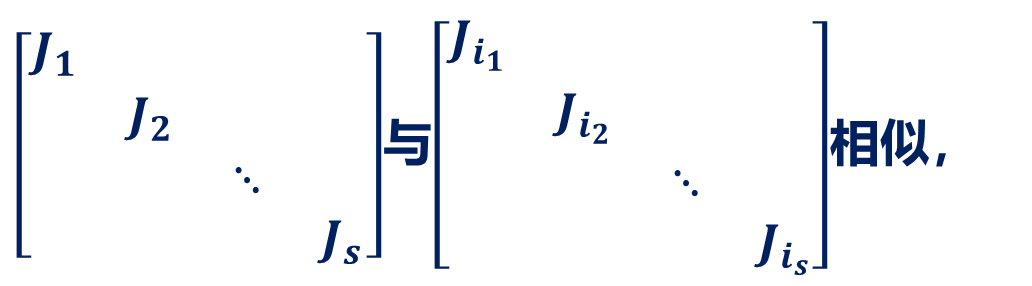 [J₁ J₂ ⋱ Jₛ] 与 [J_{i₁} J_{i₂} ⋱ J_{iₛ}] 相似，